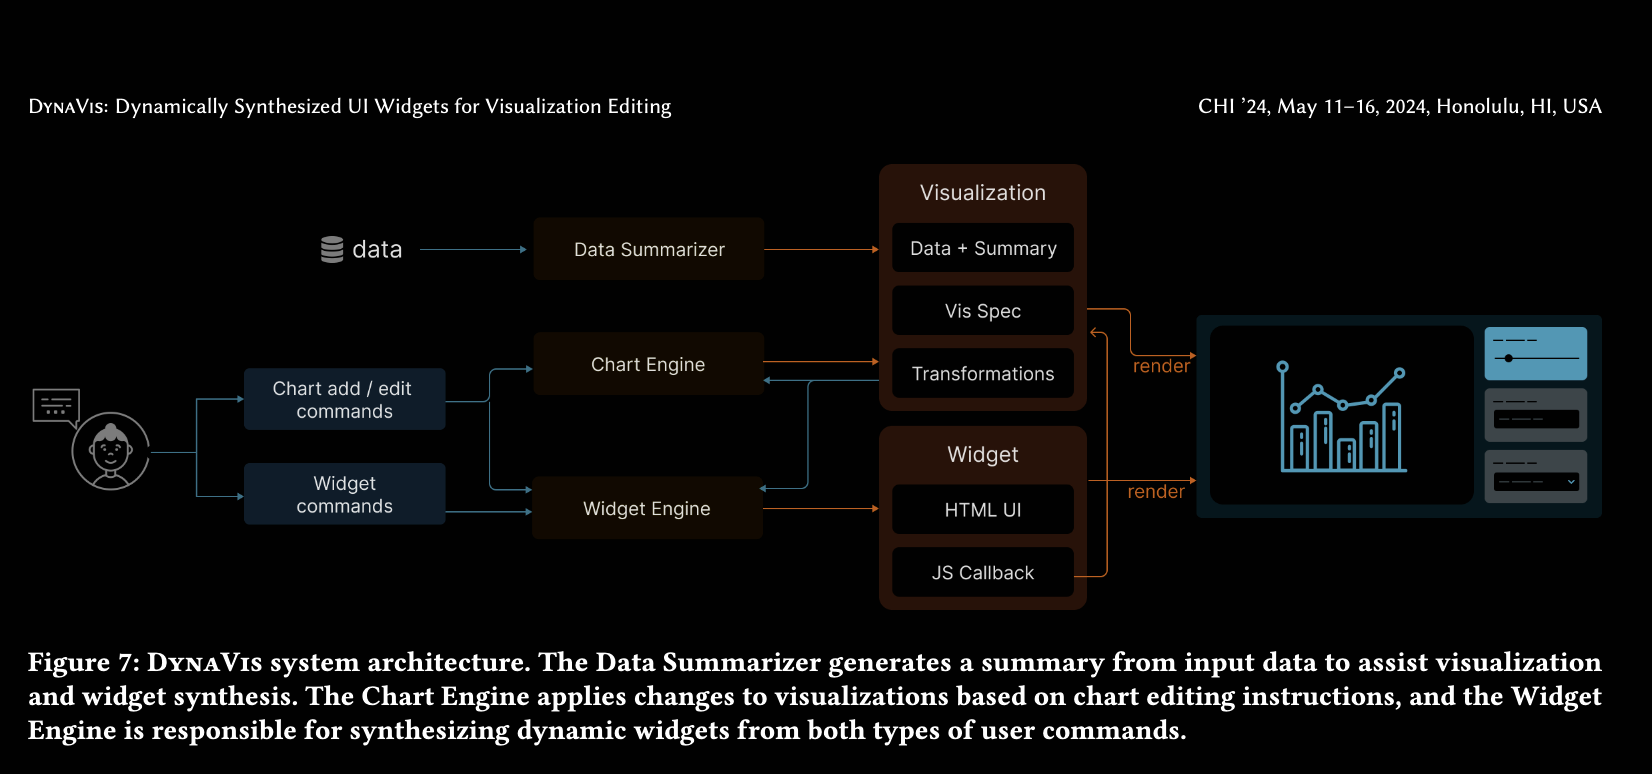 DynaVis: Dynamically Synthesized UI Widgets for Visualization Editing
CHI ’24, May 11–16, 2024, Honolulu, HI, USA
Visualization
data
Data Summarizer
Data + Summary
Vis Spec
Chart Engine
Transformations
render
Chart add / edit
commands
Widget
Widget
commands
Widget Engine
HTML UI
render
JS Callback
Figure 7: DynaVis system architecture. The Data Summarizer generates a summary from input data to assist visualization
and widget synthesis. The Chart Engine applies changes to visualizations based on chart editing instructions, and the Widget
Engine is responsible for synthesizing dynamic widgets from both types of user commands.